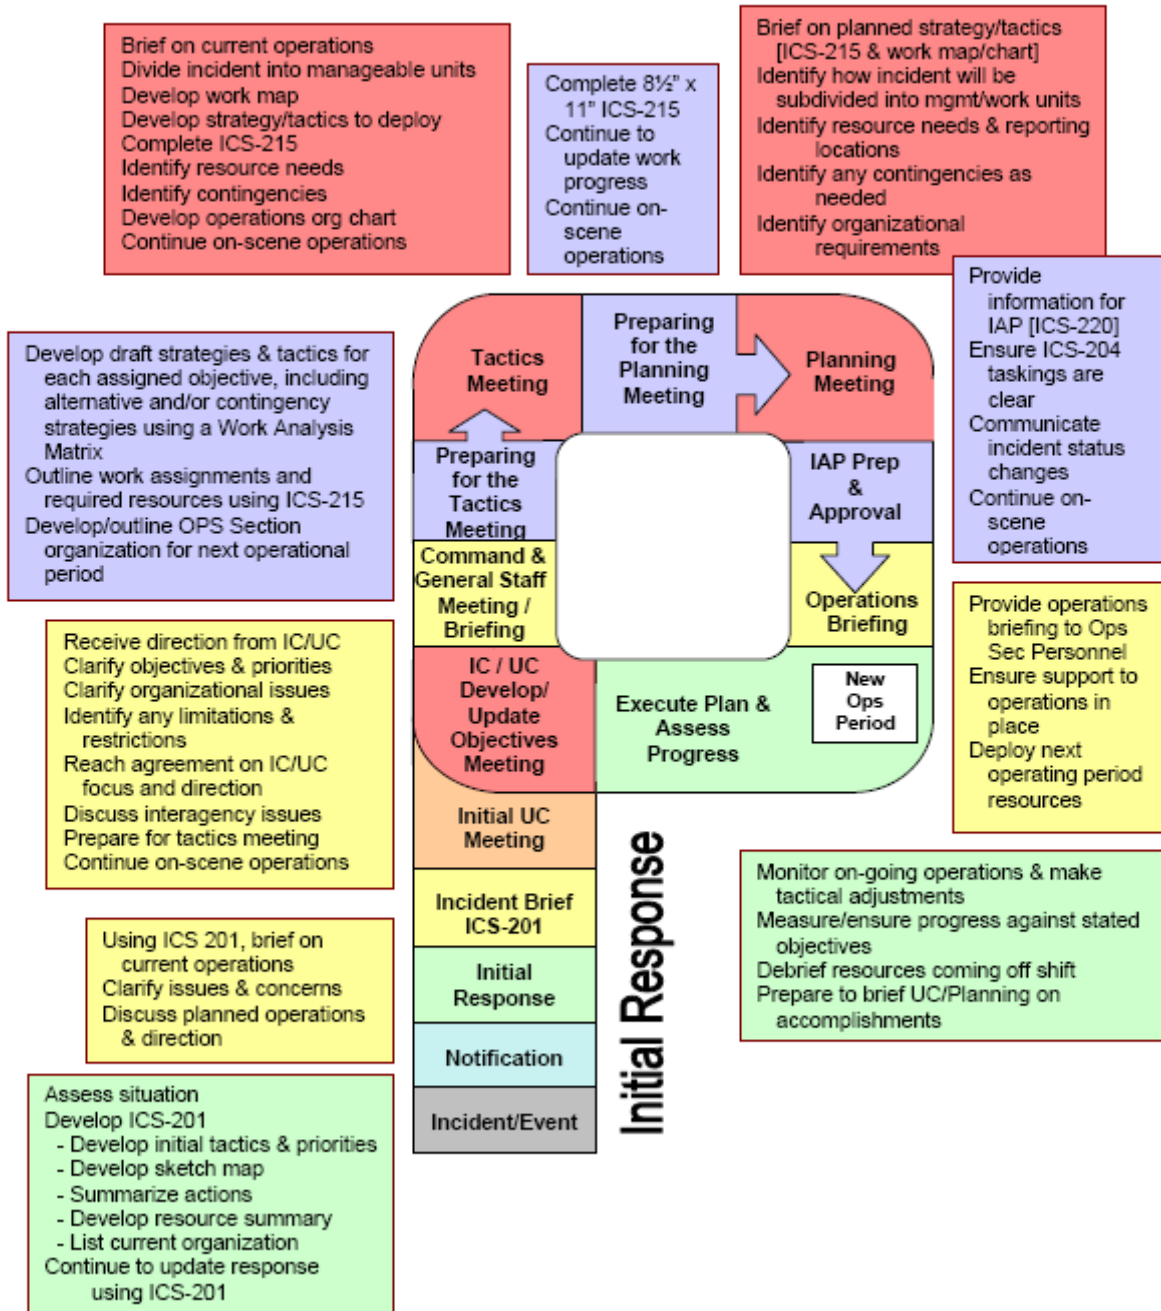 Brief on current operations
Divide incident into manageable units
Develop work map
Develop strategy/tactics to deploy
Complete ICS-215
Identify resource needs
Identify contingencies
Develop operations org chart
Continue on-scene operations
Complete 8½” x
11” ICS-215
Continue to
update work
progress
Continue on-
scene
operations
Brief on planned strategy/tactics
[ICS-215 & work map/chart]
Identify how incident will be
subdivided into mgmt/work units
Identify resource needs & reporting
locations
Identify any contingencies as
needed
Identify organizational
requirements
Provide
information for
IAP [ICS-220]
Ensure ICS-204
taskings are
clear
Communicate
incident status
changes
Continue on-
scene
operations
Develop draft strategies & tactics for
each assigned objective, including
alternative and/or contingency
strategies using a Work Analysis
Matrix
Outline work assignments and
required resources using ICS-215
Develop/outline OPS Section
organization for next operational
period
Tactics
Meeting
Preparing
for the
Planning
Meeting
Planning
Meeting
Preparing
for the
Tactics
Meeting
IAP Prep
&
Approval
Command &
General Staff
Meeting /
Briefing
Operations
Briefing
IC / UC
Develop/
Update
Objectives
Meeting
Execute Plan &
Assess
Progress
New
Ops
Period
Receive direction from IC/UC
Clarify objectives & priorities
Clarify organizational issues
Identify any limitations &
restrictions
Reach agreement on IC/UC
focus and direction
Discuss interagency issues
Prepare for tactics meeting
Continue on-scene operations
Provide operations
briefing to Ops
Sec Personnel
Ensure support to
operations in
place
Deploy next
operating period
resources
Initial UC
Meeting
Incident Brief
ICS-201
Initial
Response
Notification
Incident/Event
Initial Response
Using ICS 201, brief on
current operations
Clarify issues & concerns
Discuss planned operations
& direction
Monitor on-going operations & make
tactical adjustments
Measure/ensure progress against stated
objectives
Debrief resources coming off shift
Prepare to brief UC/Planning on
accomplishments
Assess situation
Develop ICS-201
- Develop initial tactics & priorities
- Develop sketch map
- Summarize actions
- Develop resource summary
- List current organization
Continue to update response
using ICS-201